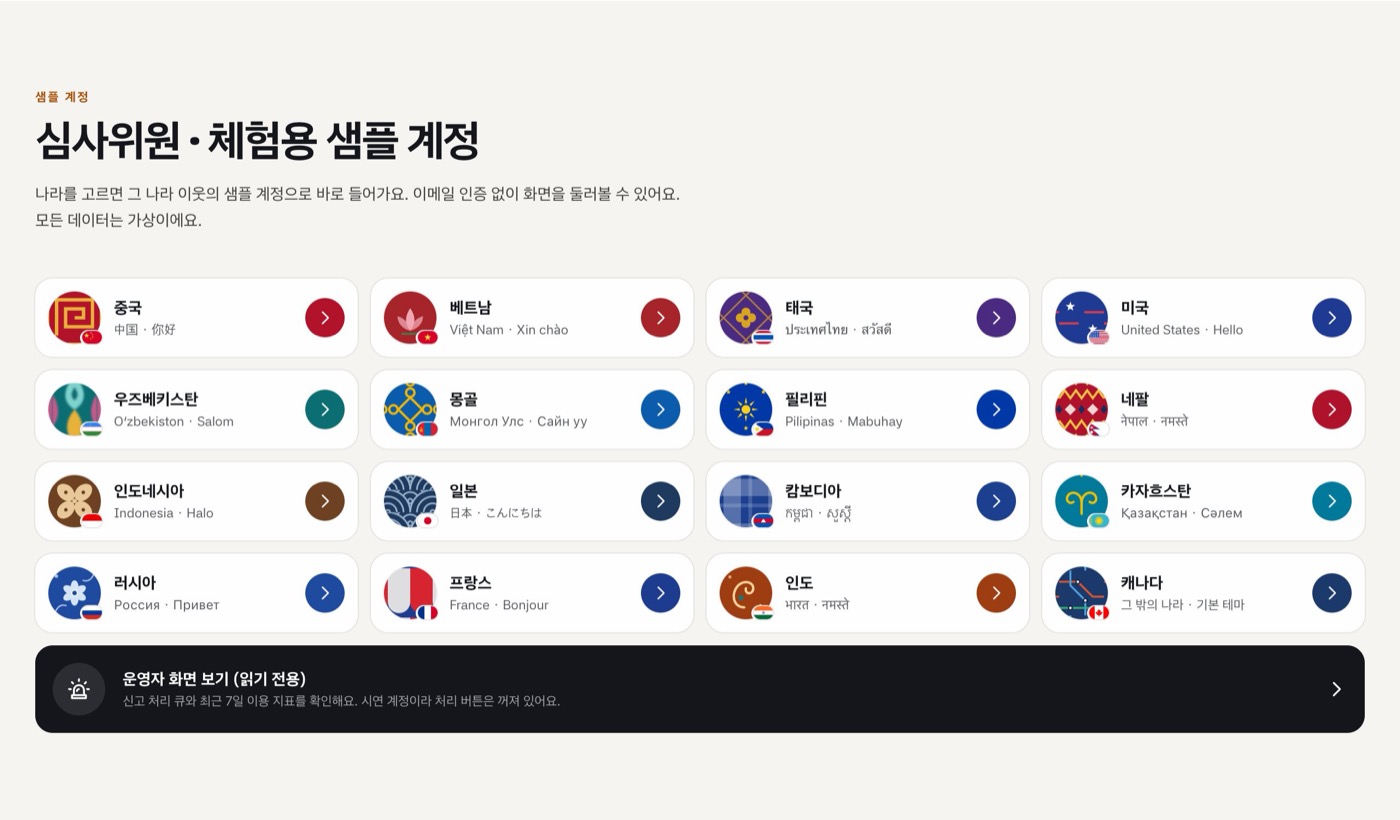 샘플 계정
심사위원 · 체험용 샘플 계정
나라를 고르면 그 나라 이웃의 샘플 계정으로 바로 들어가요. 이메일 인증 없이 화면을 둘러볼 수 있어요.
모든 데이터는 가상이에요.
중국
中国 · 你好
베트남
Việt Nam · Xin chào
태국
ประเทศไทย · สวัสดี
미국
United States · Hello
우즈베키스탄
Oʻzbekiston · Salom
몽골
Монгол Улс · Сайн уу
필리핀
Pilipinas · Mabuhay
네팔
नेपाल · नमस्ते
인도네시아
Indonesia · Halo
일본
日本 · こんにちは
캄보디아
កម្ពុជា · សួស្តី
카자흐스탄
Қазақстан · Сәлем
러시아
Россия · Привет
프랑스
France · Bonjour
인도
भारत · नमस्ते
캐나다
그 밖의 나라 · 기본 테마
운영자 화면 보기 (읽기 전용)
신고 처리 큐와 최근 7일 이용 지표를 확인해요. 시연 계정이라 처리 버튼은 꺼져 있어요.